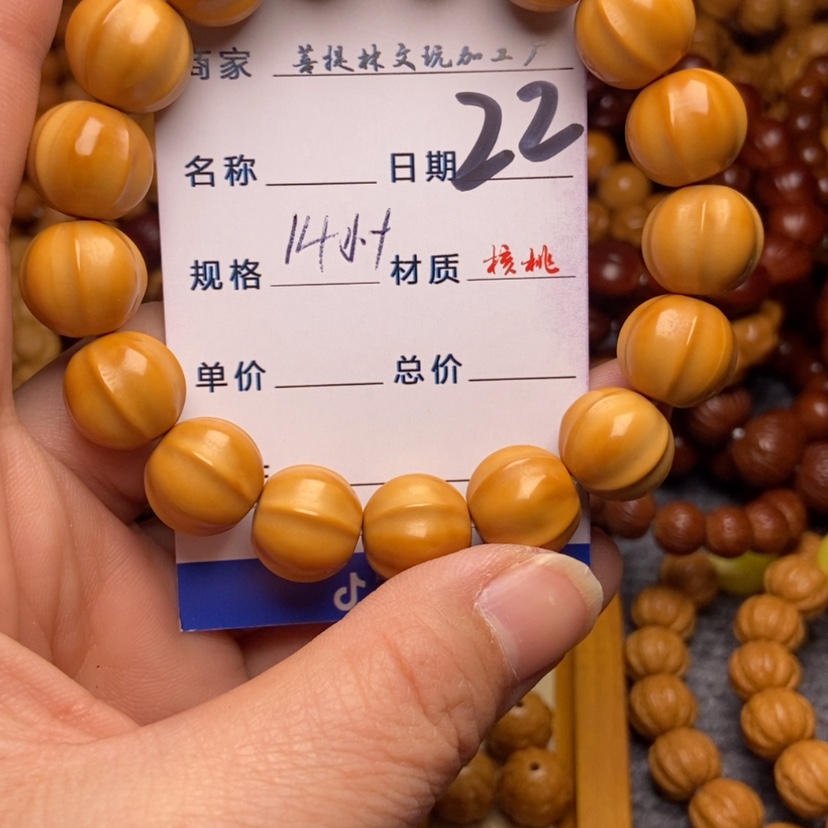 商家 菩提林文玩加工厂
名称 日期 22
规格 14小 材质 核桃
单价 总价